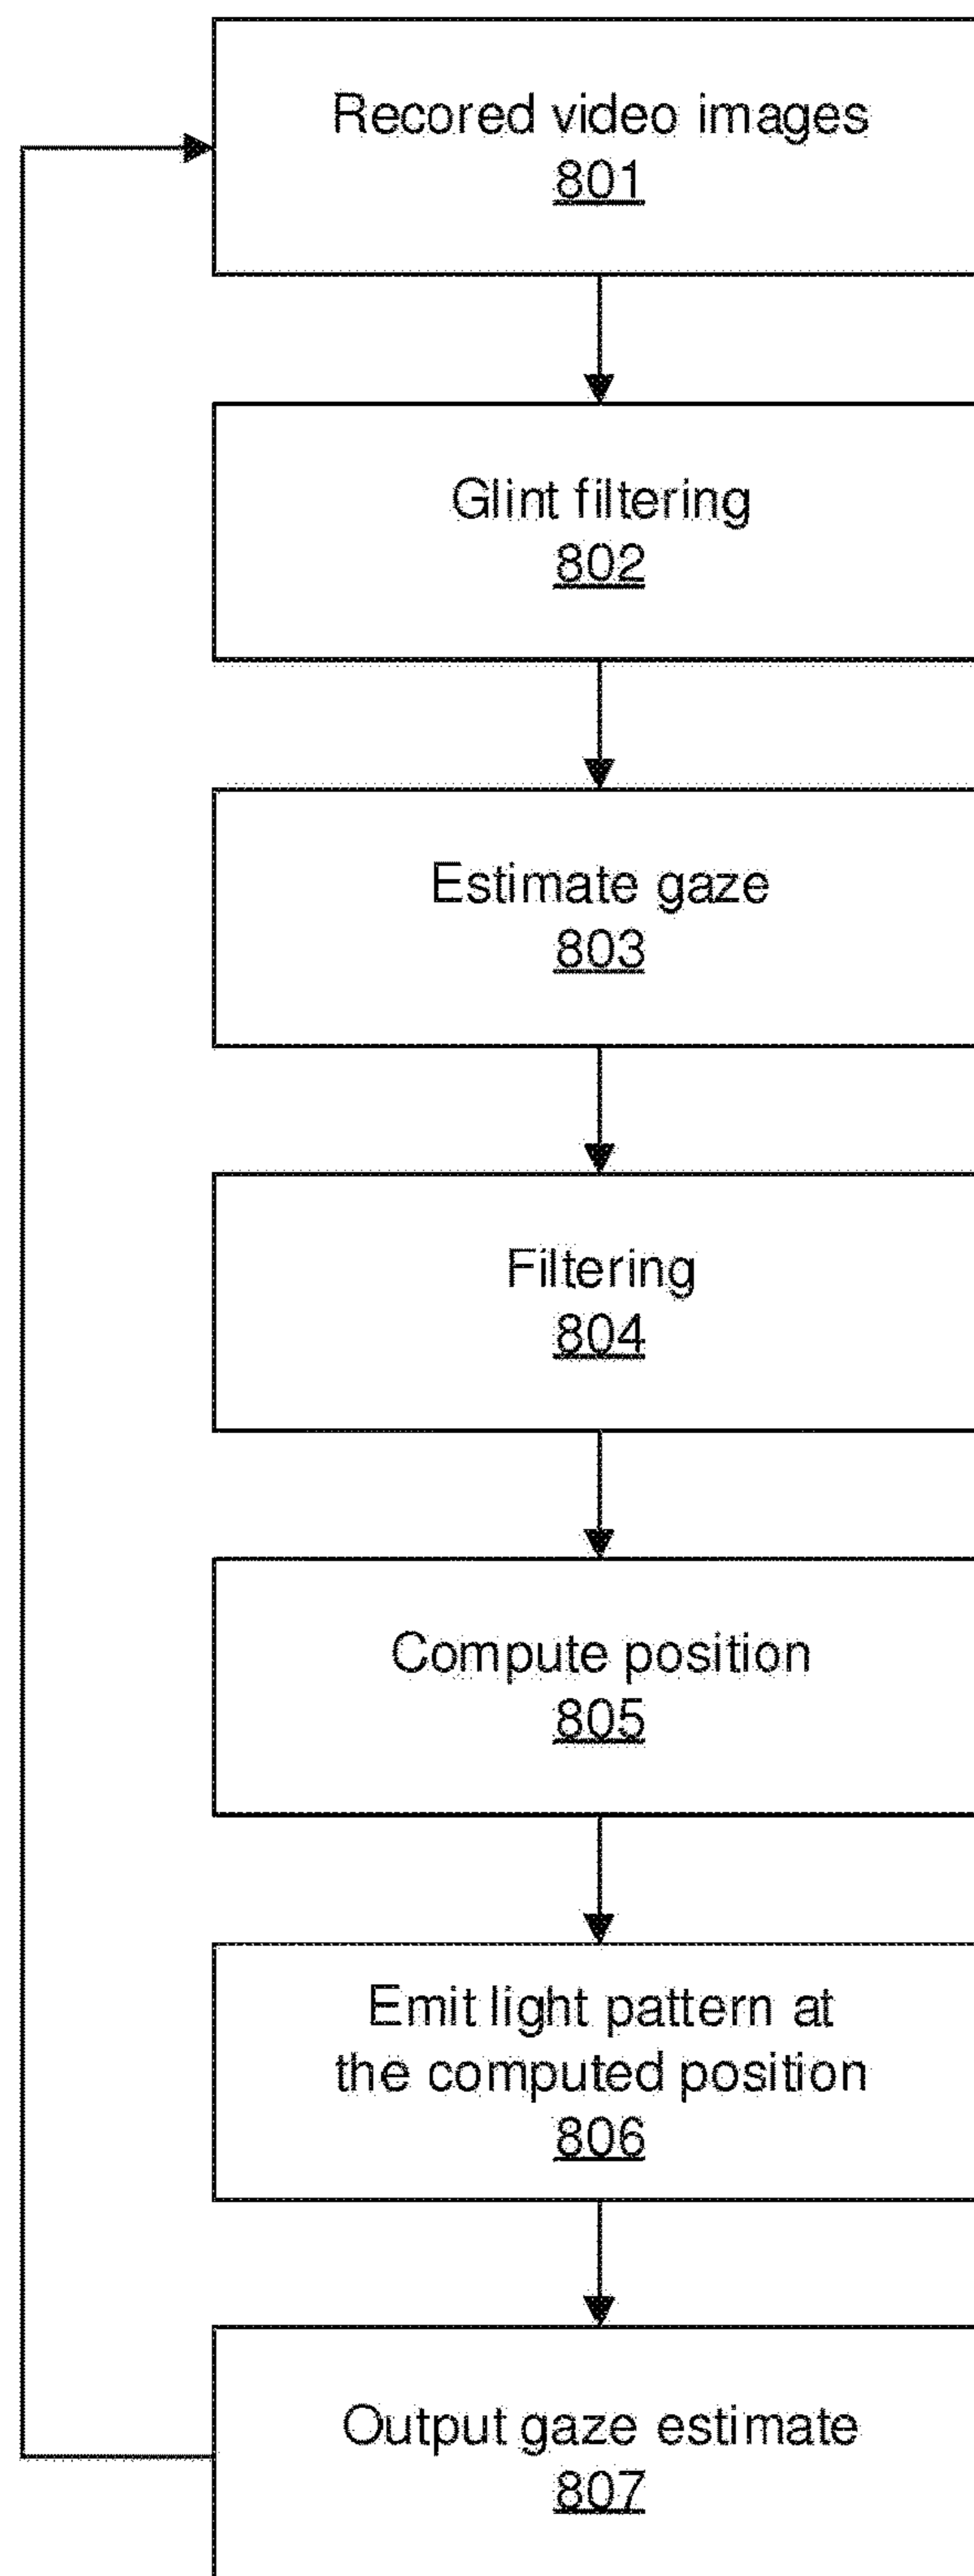 Recored video images
801
Glint filtering
802
Estimate gaze
803
Filtering
804
Compute position
805
Emit light pattern at
the computed position
806
Output gaze estimate
807